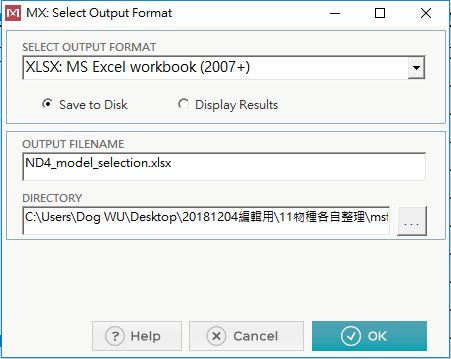 MX: Select Output Format
SELECT OUTPUT FORMAT
XLSX: MS Excel workbook (2007+)
Save to Disk
Display Results
OUTPUT FILENAME
ND4_model_selection.xlsx
DIRECTORY
C:\Users\Dog WU\Desktop\20181204編輯用\11物種各自整理\msf
...
Help
Cancel
OK